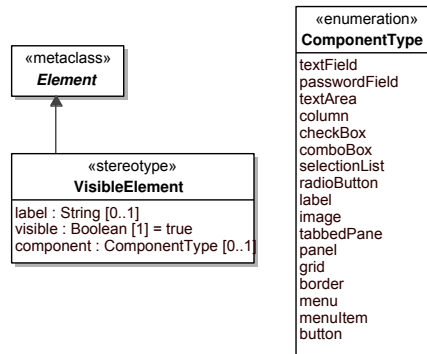 «metaclass»
Element
«stereotype»
VisibleElement
label : String [0..1]
visible : Boolean [1] = true
component : ComponentType [0..1]
«enumeration»
ComponentType
textField
passwordField
textArea
column
checkBox
comboBox
selectionList
radioButton
label
image
tabbedPane
panel
grid
border
menu
menuItem
button